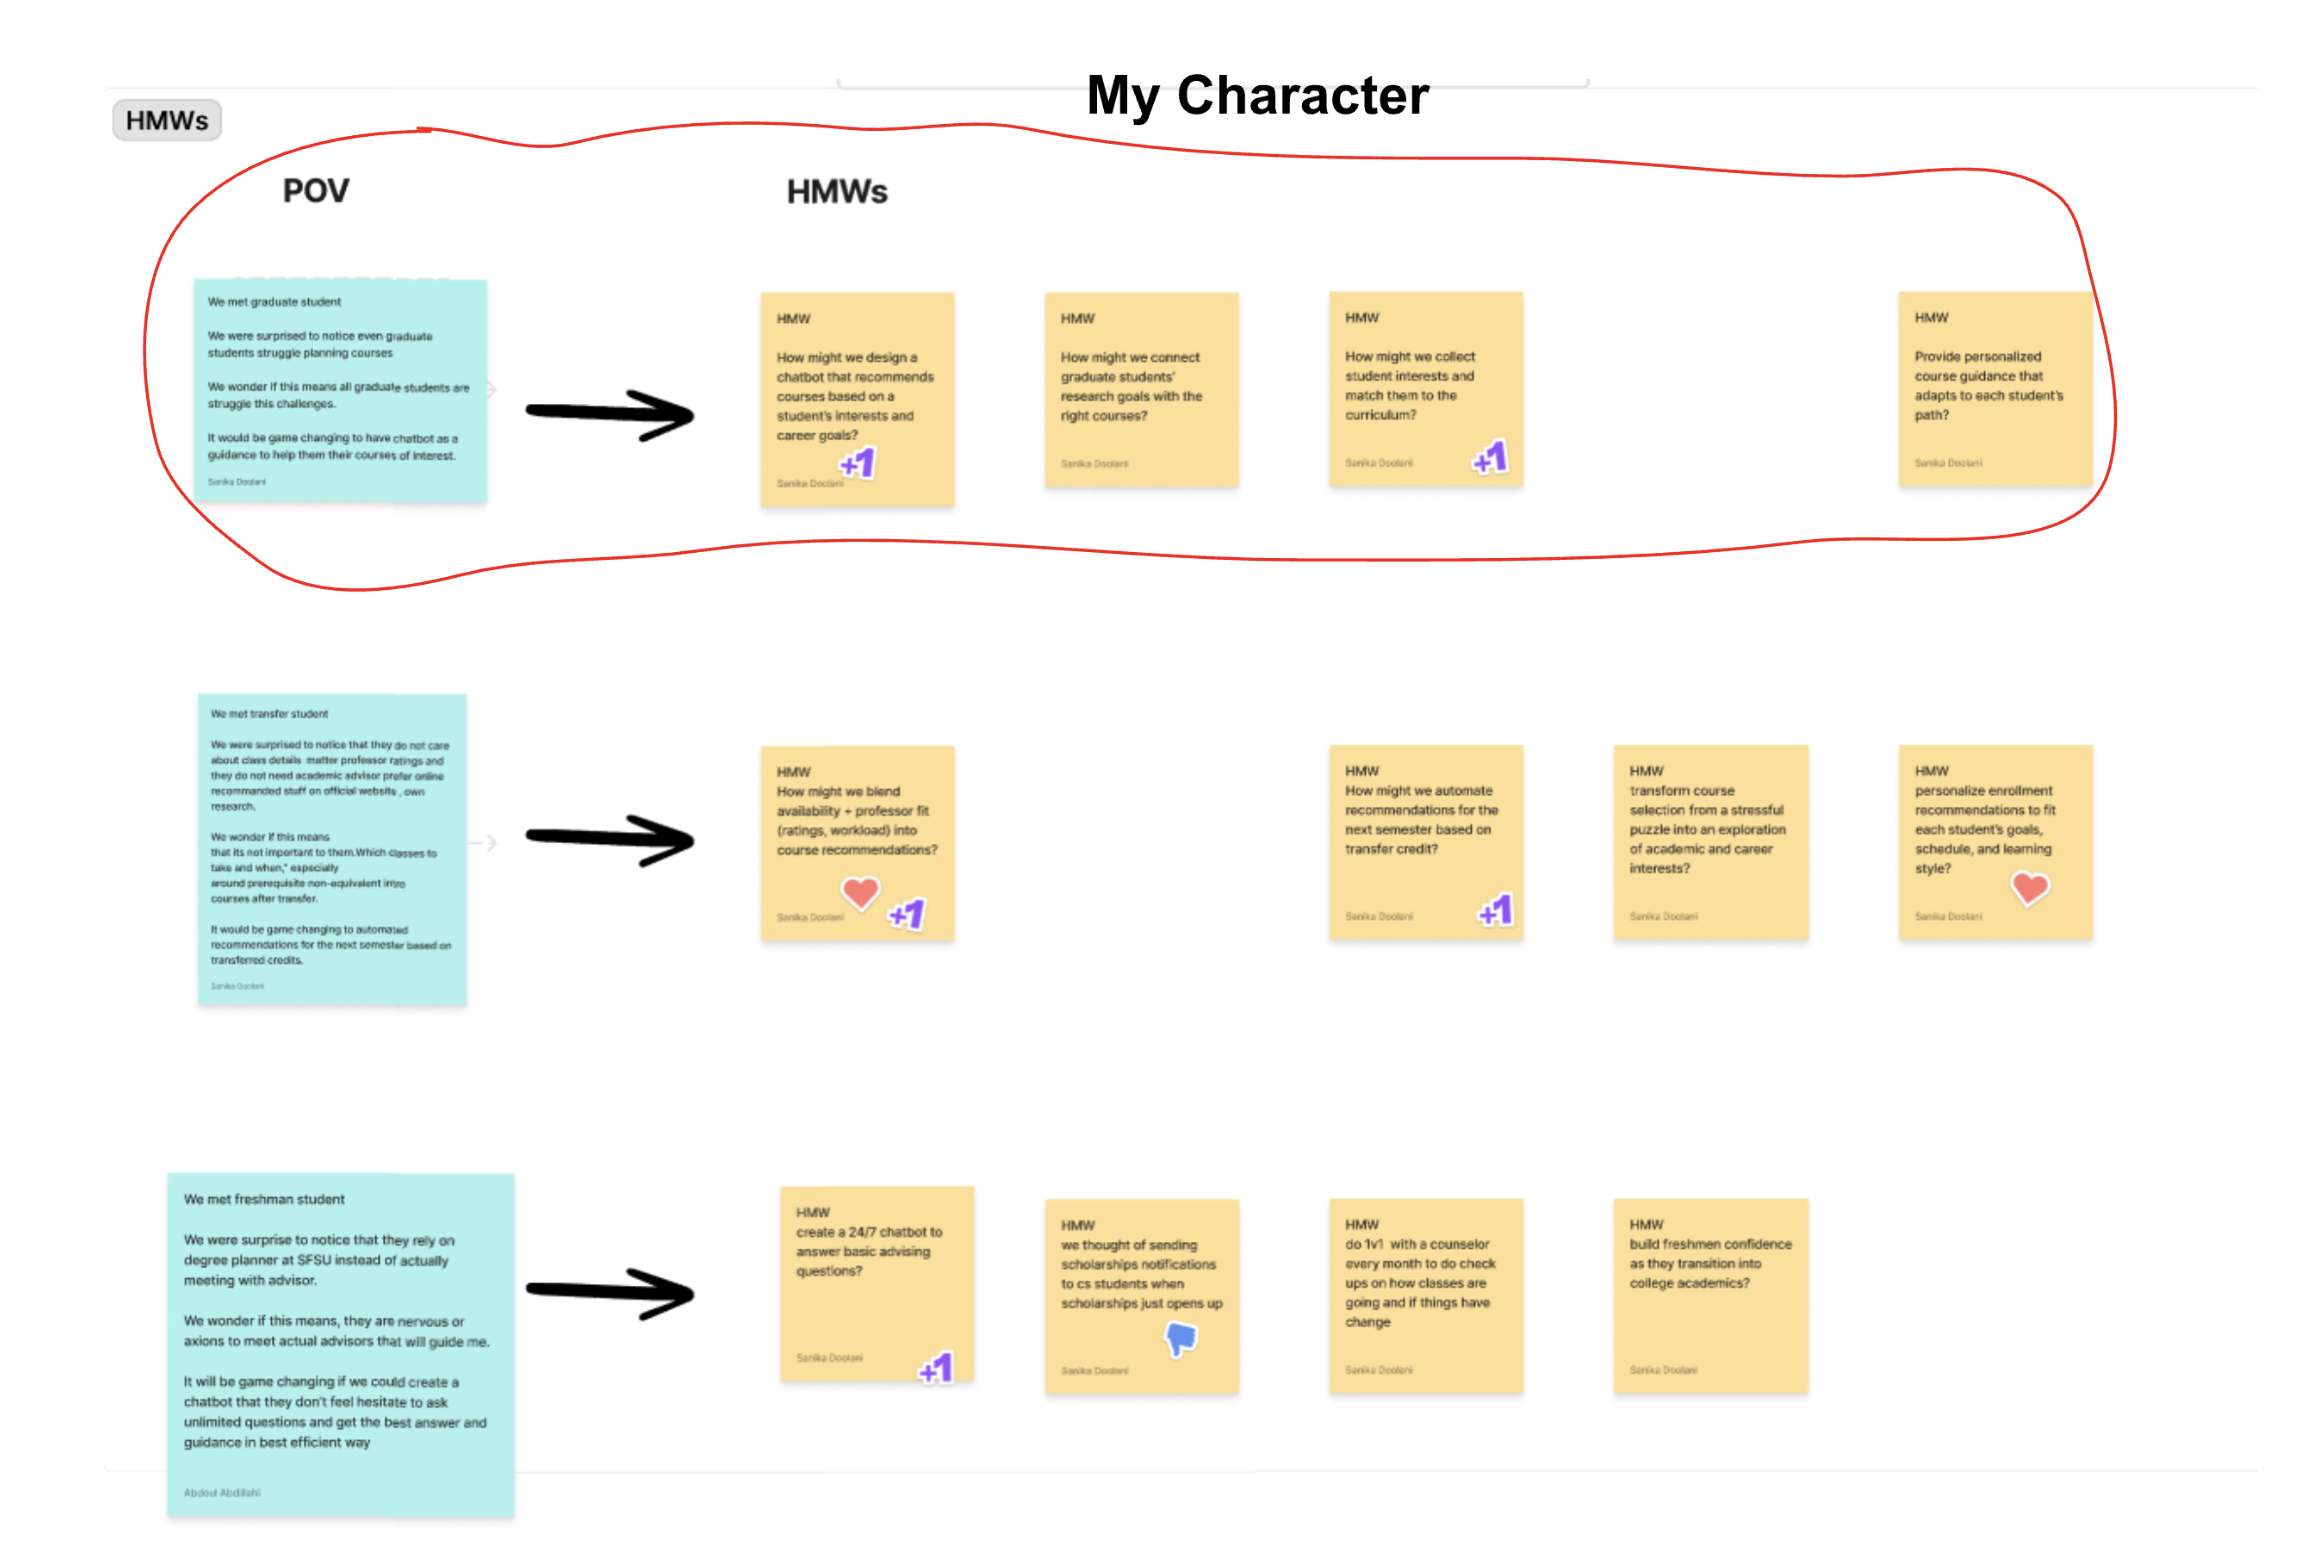 My Character
HMWs
POV
HMWs
We met graduate student
We were surprised to notice even graduate
students struggle planning courses
We wonder if this means all graduate students are
struggle this challenges.
It would be game changing to have chatbot as a
guidance to help them their courses of interest.
Sanika Doolani
HMW
How might we design a
chatbot that recommends
courses based on a
student's interests and
career goals?
+1
Sanika Doolani
HMW
How might we connect
graduate students'
research goals with the
right courses?
Sanika Doolani
HMW
How might we collect
student interests and
match them to the
curriculum?
Sanika Doolani
+1
HMW
Provide personalized
course guidance that
adapts to each student's
path?
Sanika Doolani
We met transfer student
We were surprised to notice that they do not care
about class details matter professor ratings and
they do not need academic advisor prefer online
recommanded stuff on official website , own
research.
We wonder if this means
that its not important to them.Which classes to
take and when," especially
around prerequisite non-equivalent intro
courses after transfer.
It would be game changing to automated
recommendations for the next semester based on
transferred credits.
Sanika Doolani
HMW
How might we blend
availability + professor fit
(ratings, workload) into
course recommendations?
Sanika Doolani
+1
HMW
How might we automate
recommendations for the
next semester based on
transfer credit?
Sanika Doolani
+1
HMW
transform course
selection from a stressful
puzzle into an exploration
of academic and career
interests?
Sanika Doolani
HMW
personalize enrollment
recommendations to fit
each student's goals,
schedule, and learning
style?
Sanika Doolani
We met freshman student
We were surprise to notice that they rely on
degree planner at SFSU instead of actually
meeting with advisor.
We wonder if this means, they are nervous or
axions to meet actual advisors that will guide me.
It will be game changing if we could create a
chatbot that they don't feel hesitate to ask
unlimited questions and get the best answer and
guidance in best efficient way
Abdoul Abdillahi
HMW
create a 24/7 chatbot to
answer basic advising
questions?
Sanika Doolani
+1
HMW
we thought of sending
scholarships notifications
to cs students when
scholarships just opens up
Sanika Doolani
HMW
do 1v1 with a counselor
every month to do check
ups on how classes are
going and if things have
change
Sanika Doolani
HMW
build freshmen confidence
as they transition into
college academics?
Sanika Doolani